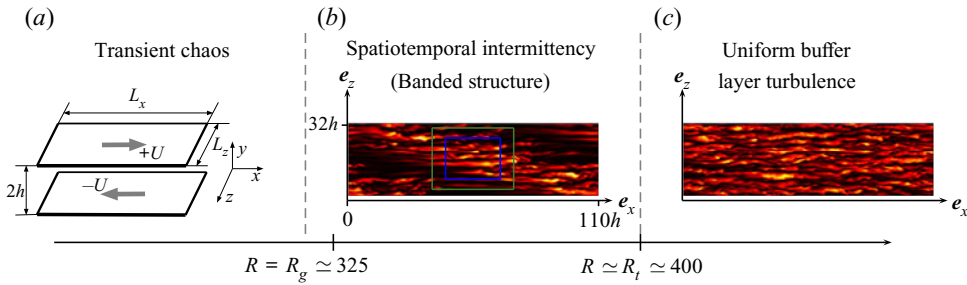 (a)
Transient chaos
L_x
L_z
+U
−U
2h
y
x
z
(b)
Spatiotemporal intermittency
(Banded structure)
e_z
32h
0
110h
e_x
(c)
Uniform buffer
layer turbulence
e_z
e_x
R = R_g ≃ 325
R ≃ R_t ≃ 400